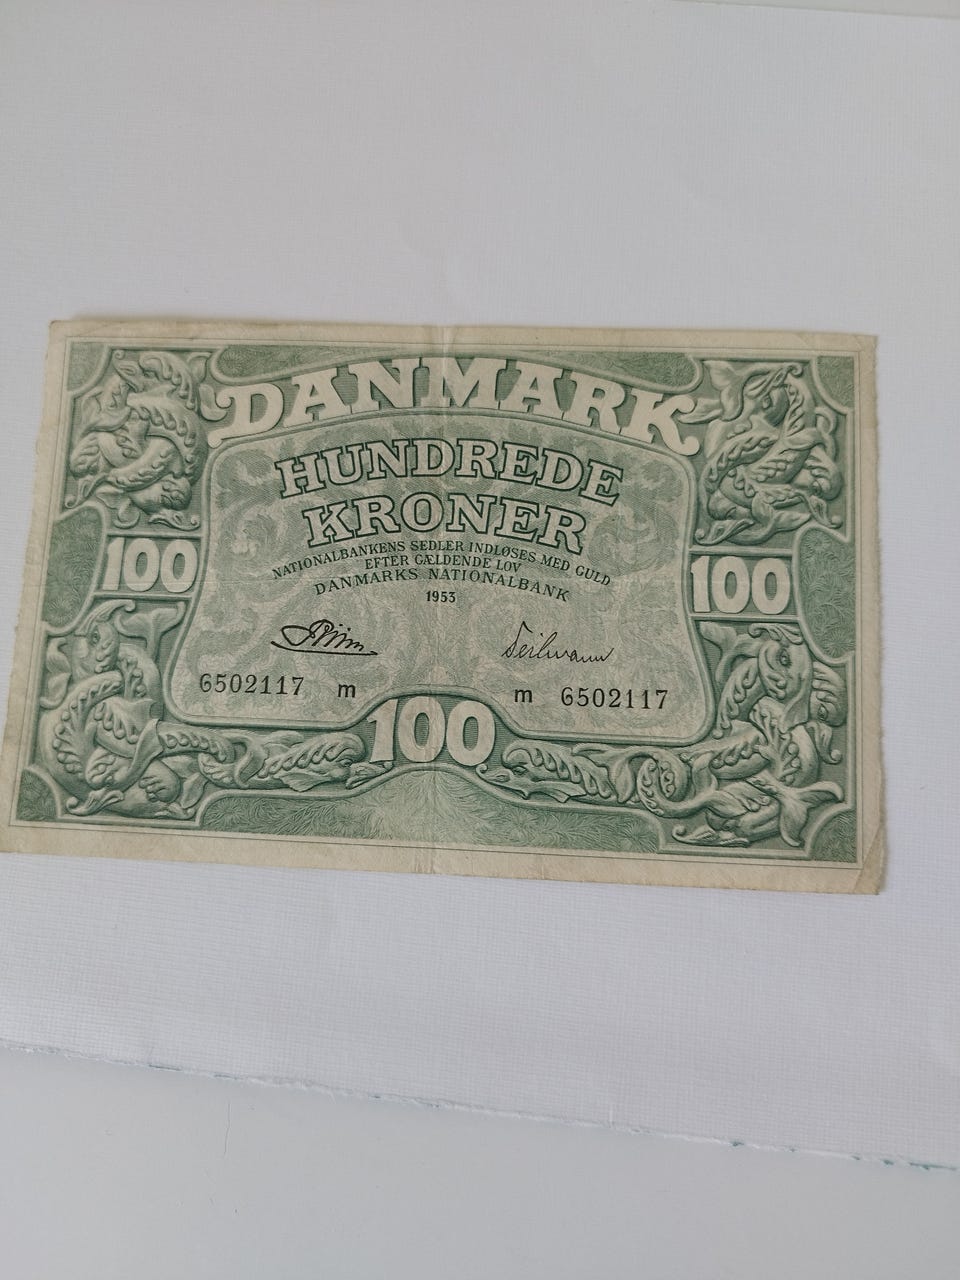 DANMARK
HUNDREDE
KRONER
NATIONALBANKENS SEDLER INDLØSES MED GULD
EFTER GÆLDENDE LOV
DANMARKS NATIONALBANK
1953
100 100
Teilmann
6502117 m m 6502117
100